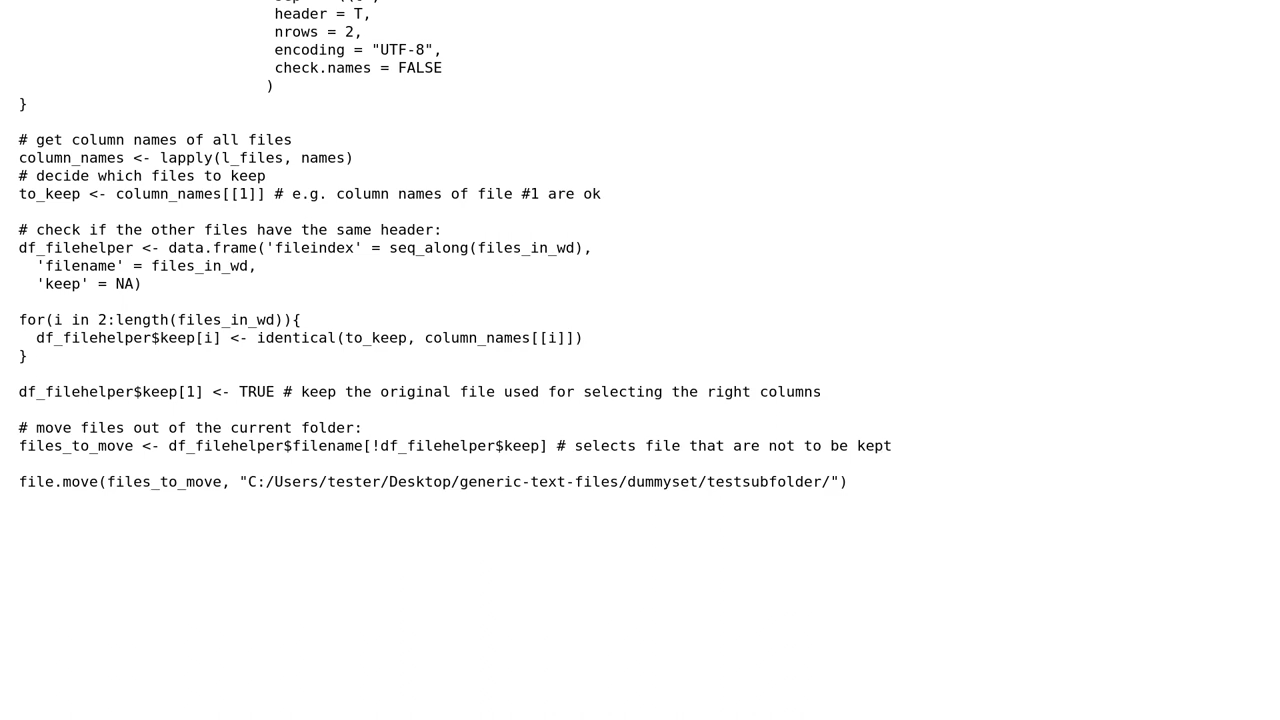 header = T,
nrows = 2,
encoding = "UTF-8",
check.names = FALSE
)
}
# get column names of all files
column_names <- lapply(l_files, names)
# decide which files to keep
to_keep <- column_names[[1]] # e.g. column names of file #1 are ok
# check if the other files have the same header:
df_filehelper <- data.frame('fileindex' = seq_along(files_in_wd),
'filename' = files_in_wd,
'keep' = NA)
for(i in 2:length(files_in_wd)){
df_filehelper$keep[i] <- identical(to_keep, column_names[[i]])
}
df_filehelper$keep[1] <- TRUE # keep the original file used for selecting the right columns
# move files out of the current folder:
files_to_move <- df_filehelper$filename[!df_filehelper$keep] # selects file that are not to be kept
file.move(files_to_move, "C:/Users/tester/Desktop/generic-text-files/dummyset/testsubfolder/")